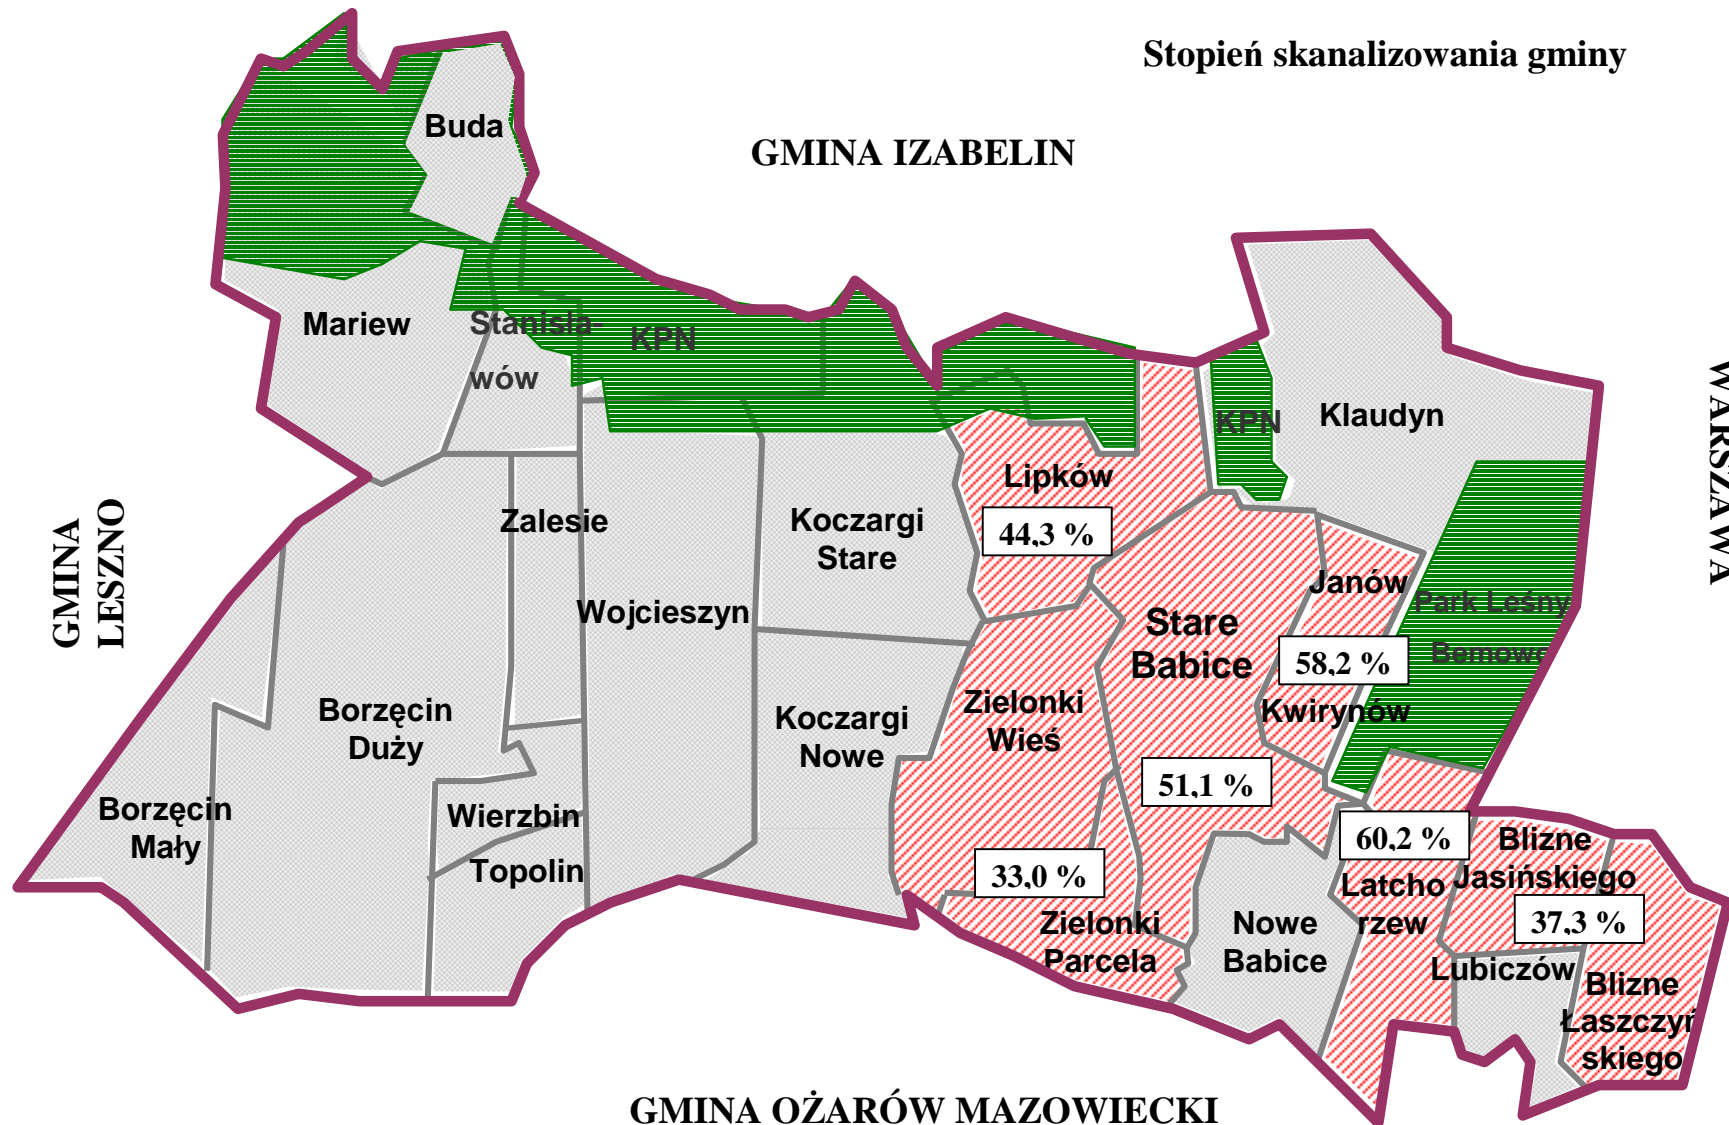 Stopień skanalizowania gminy
Buda
GMINA IZABELIN
Mariew
Stanisła-
wów
KPN
KPN
Klaudyn
WARSZAWA
Lipków
44,3 %
GMINA
LESZNO
Zalesie
Koczargi
Stare
Janów
Park Leśny
Bemowo
Wojcieszyn
Stare
Babice
58,2 %
Kwirynów
Borzęcin
Duży
Koczargi
Nowe
Zielonki
Wieś
51,1 %
Borzęcin
Mały
Wierzbin
Topolin
60,2 %
Latcho
rzew
Blizne
Jasińskiego
37,3 %
33,0 %
Zielonki
Parcela
Nowe
Babice
Lubiczów
Blizne
Łaszczyń
skiego
GMINA OŻARÓW MAZOWIECKI